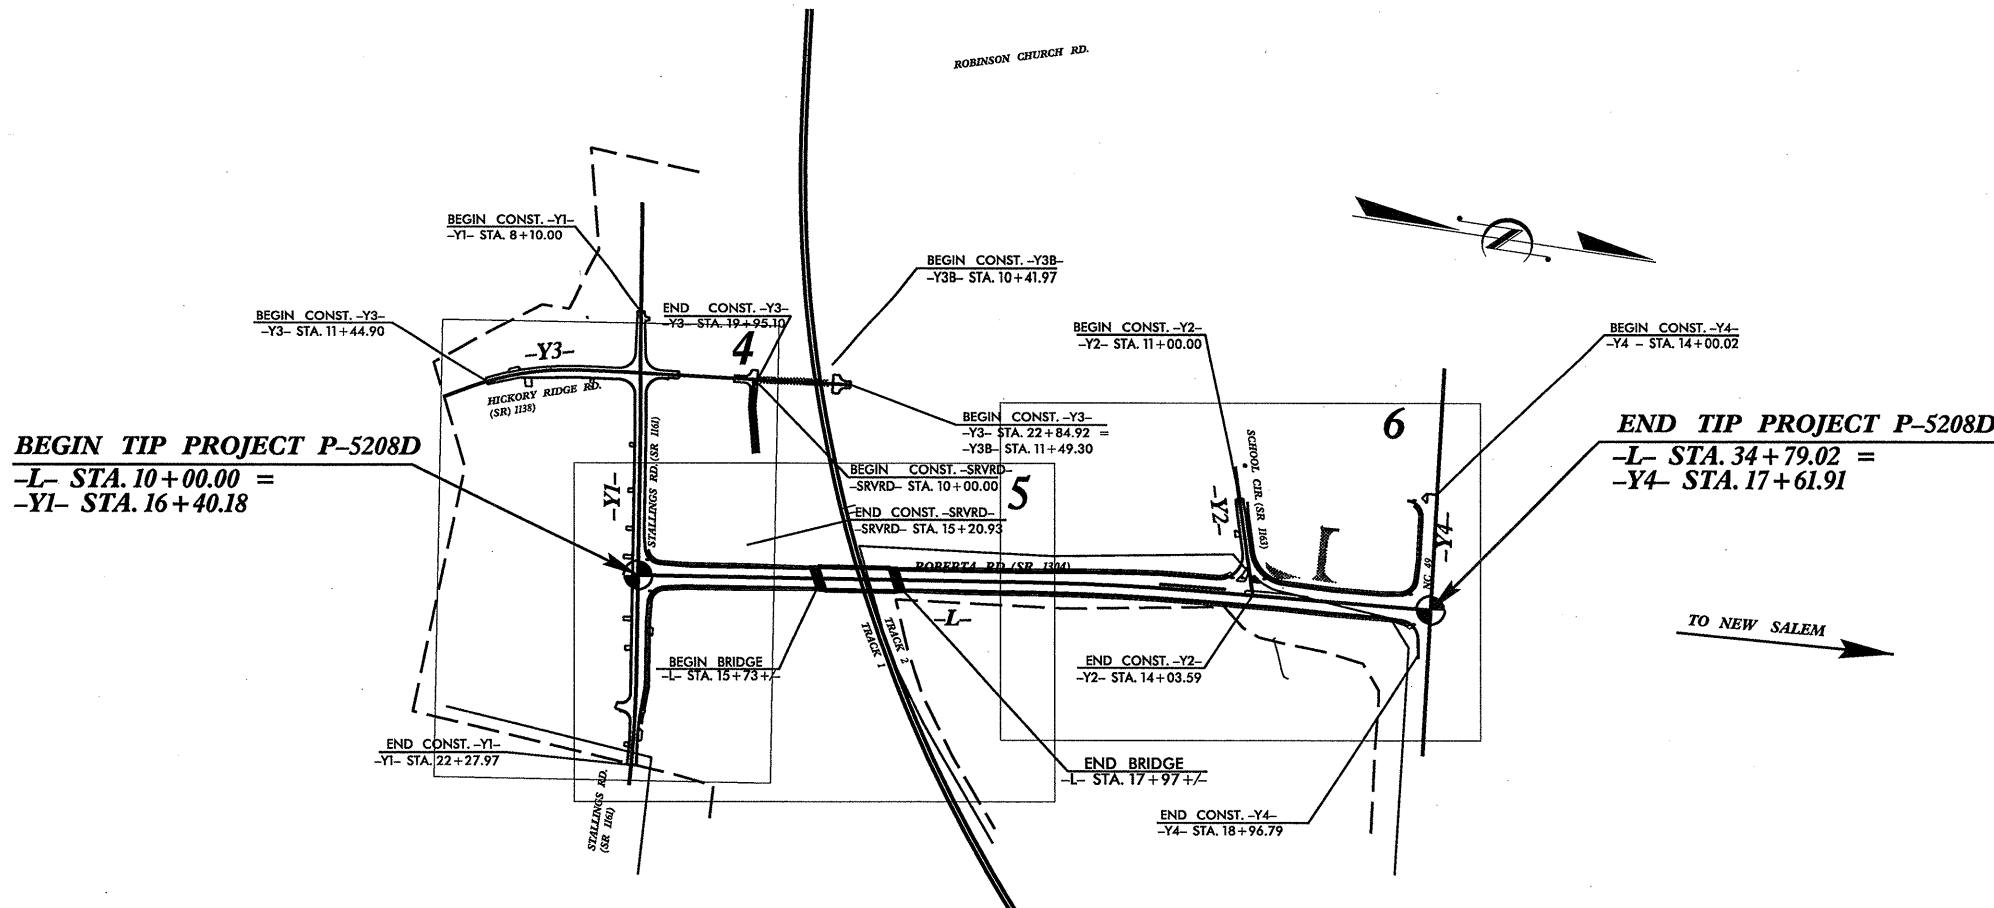 ROBINSON CHURCH RD.
BEGIN CONST. -Y1-
-Y1- STA. 8+10.00
BEGIN CONST. -Y3B-
-Y3B- STA. 10+41.97
BEGIN CONST. -Y3-
-Y3- STA. 11+44.90
END CONST. -Y3-
-Y3- STA. 19+95.10
BEGIN CONST. -Y2-
-Y2- STA. 11+00.00
BEGIN CONST. -Y4-
-Y4 - STA. 14+00.02
4
-Y3-
HICKORY RIDGE RD.
(SR) 1138)
BEGIN CONST. -Y3-
-Y3- STA. 22+84.92 =
-Y3B- STA. 11+49.30
6
BEGIN TIP PROJECT P-5208D
-L- STA. 10+00.00 =
-Y1- STA. 16+40.18
END TIP PROJECT P-5208D
-L- STA. 34+79.02 =
-Y4- STA. 17+61.91
STALLINGS RD. (SR 1161)
-Y1-
BEGIN CONST. -SRVRD-
-SRVRD- STA. 10+00.00
5
END CONST. -SRVRD-
-SRVRD- STA. 15+20.93
SCHOOL CIR. (SR 1163)
-Y2-
-Y4-
NC 49
ROBERTA RD. (SR 1304)
-L-
TRACK 1
TRACK 2
TO NEW SALEM
BEGIN BRIDGE
-L- STA. 15+73 +/-
END CONST. -Y2-
-Y2- STA. 14+03.59
END CONST. -Y1-
-Y1- STA. 22+27.97
END BRIDGE
-L- STA. 17+97 +/-
STALLINGS RD.
(SR 1161)
END CONST. -Y4-
-Y4- STA. 18+96.79